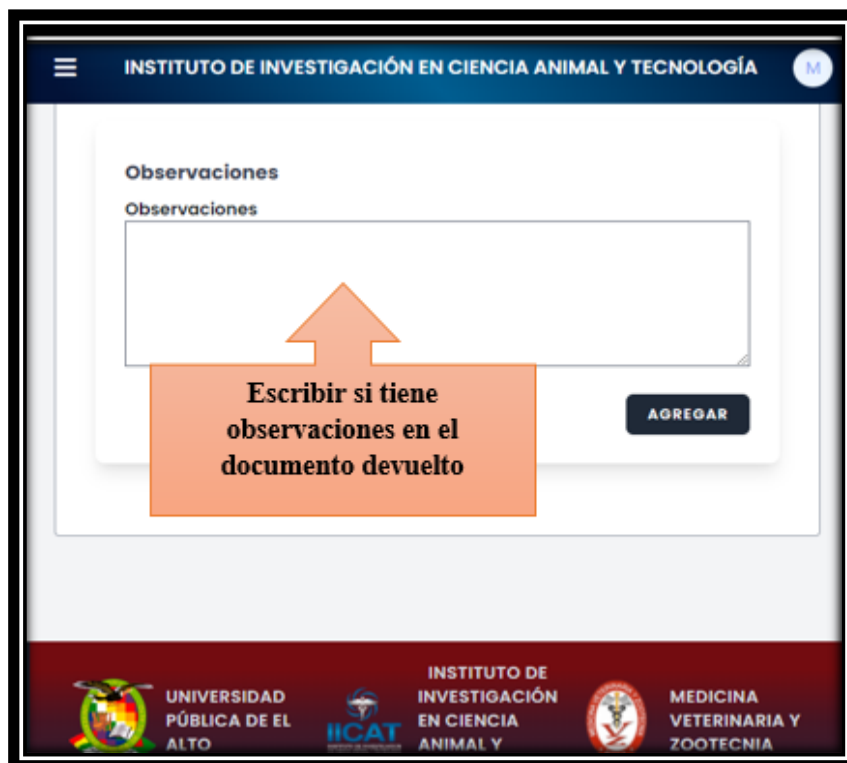 INSTITUTO DE INVESTIGACIÓN EN CIENCIA ANIMAL Y TECNOLOGÍA
M
Observaciones
Observaciones
Escribir si tiene
observaciones en el
documento devuelto
AGREGAR
UNIVERSIDAD
PÚBLICA DE EL
ALTO
IICAT
INSTITUTO DE
INVESTIGACIÓN
EN CIENCIA
ANIMAL Y
MEDICINA
VETERINARIA Y
ZOOTECNIA